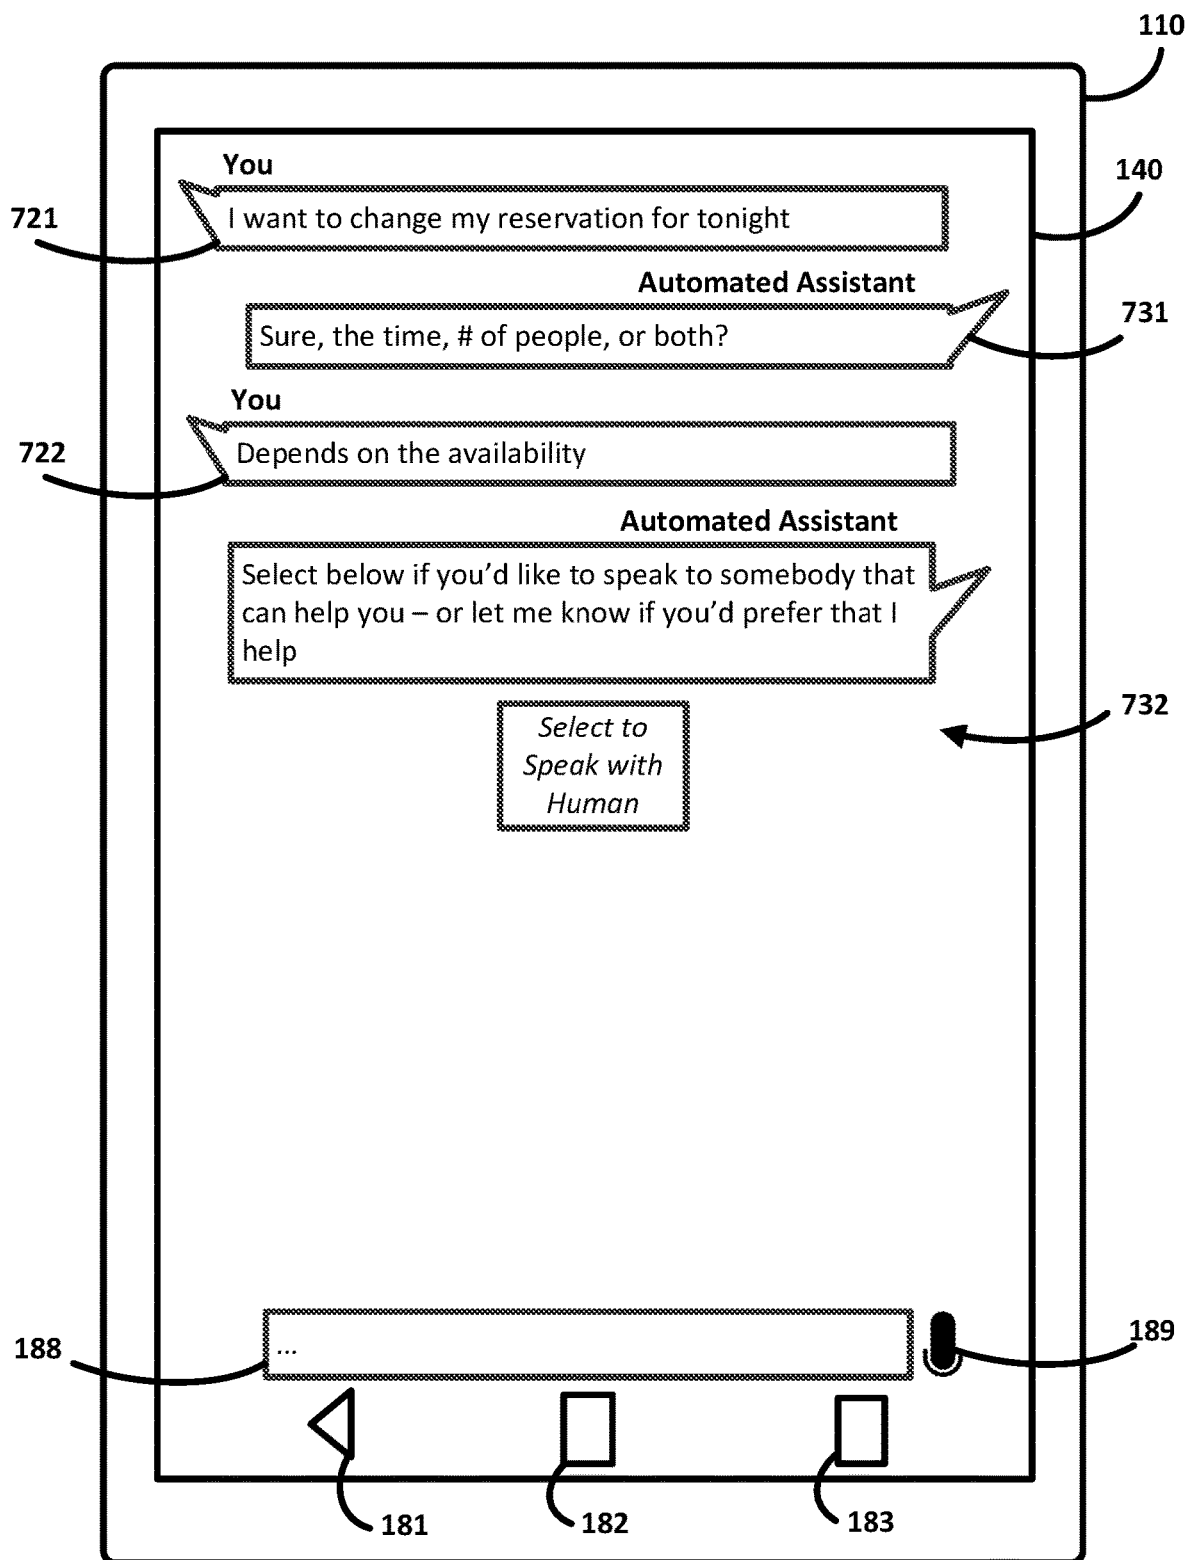 110
You
140
I want to change my reservation for tonight
721
Automated Assistant
Sure, the time, # of people, or both?
731
You
Depends on the availability
722
Automated Assistant
Select below if you’d like to speak to somebody that
can help you – or let me know if you’d prefer that I
help
732
Select to
Speak with
Human
188
...
189
181
182
183